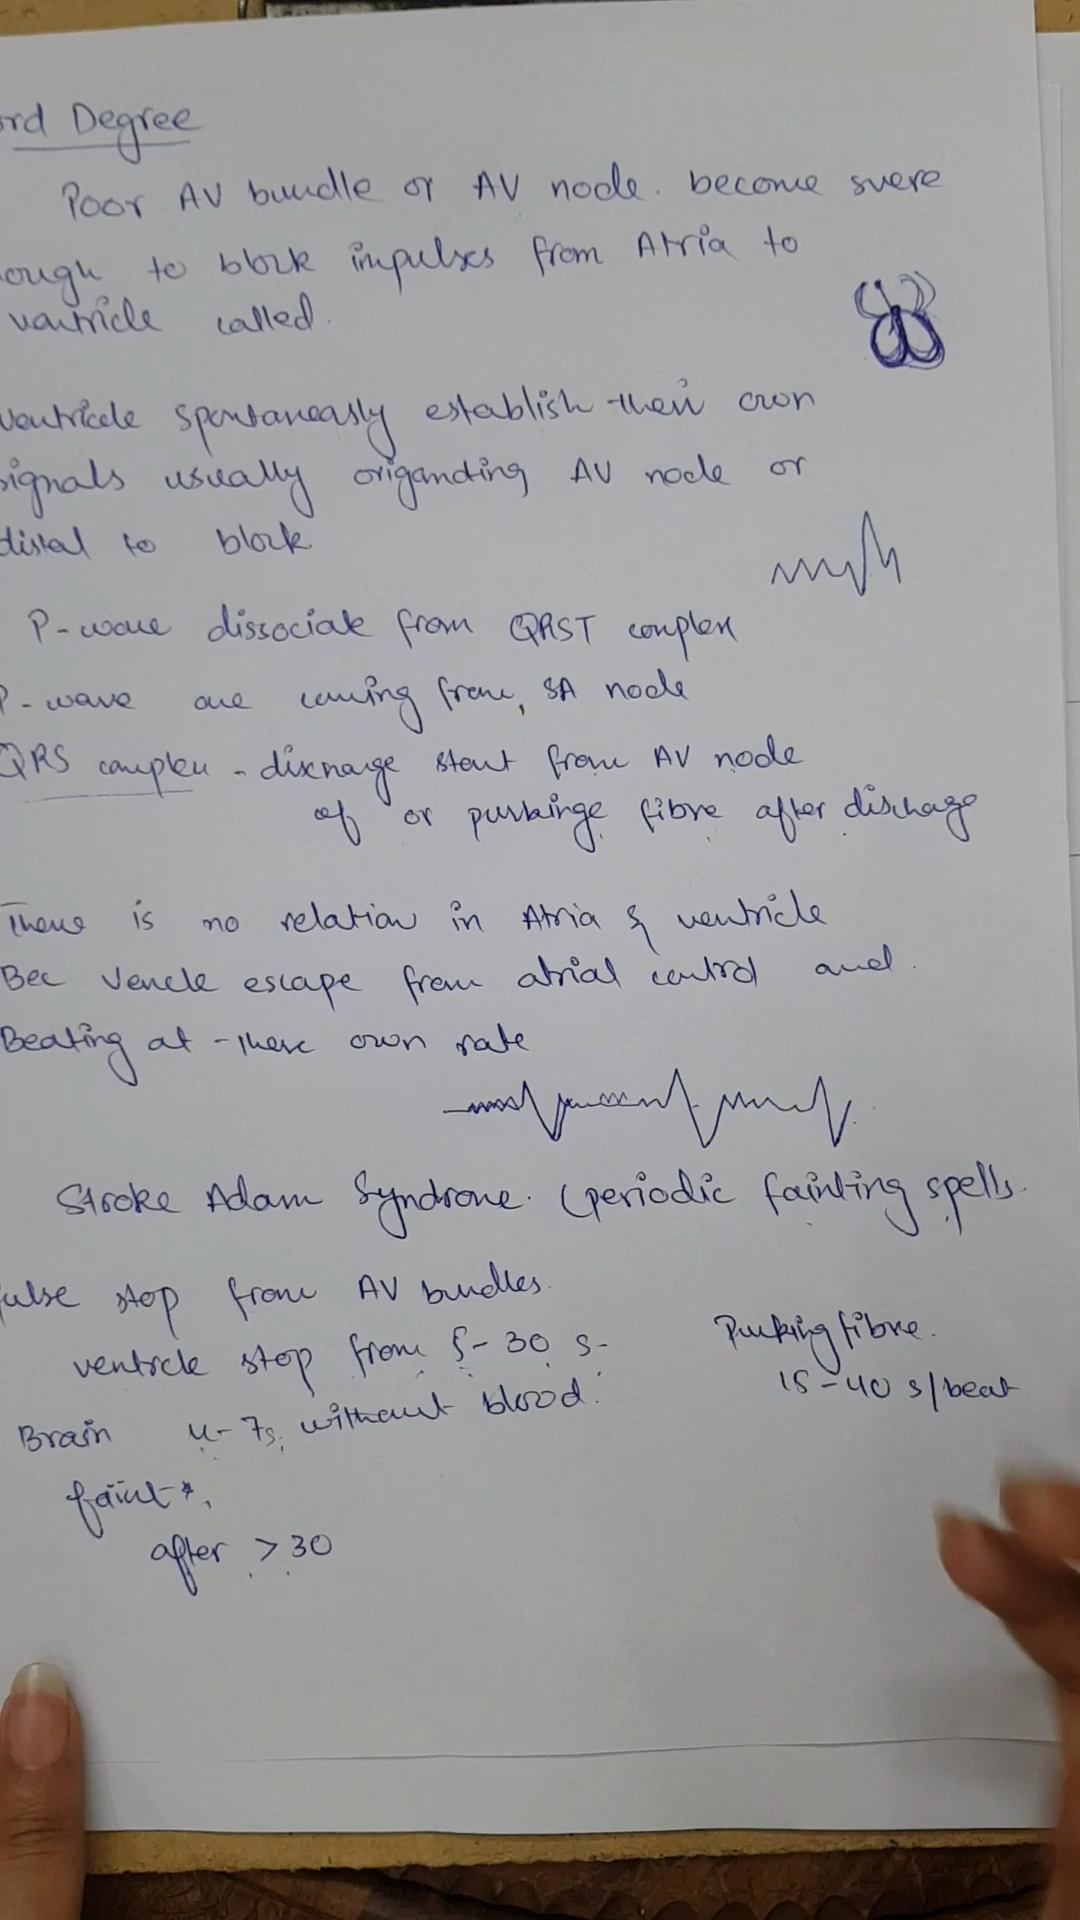 rd Degree
Poor AV bundle or AV node. become svere
ough to block impulses from Atria to
ventricle called.
ventricle spontaneasly establish their own
signals usually origanding AV node or
distal to block
P-wave dissociate from QRST complex
P-wave are coming from, SA node
QRS complex - discharge start from AV node
of or purkinge fibre after dischage
There is no relation in Atria & ventricle
Bec Vencle escape from atrial control and.
Beating at there own rate
Stroke Adam Syndrone. (periodic fainting spells.
ulse stop from AV bundles.
ventricle stop from 5-30 s-
Purking fibre.
15-40 s/beat
Brain 4-7s, without blood.
faint
after >30